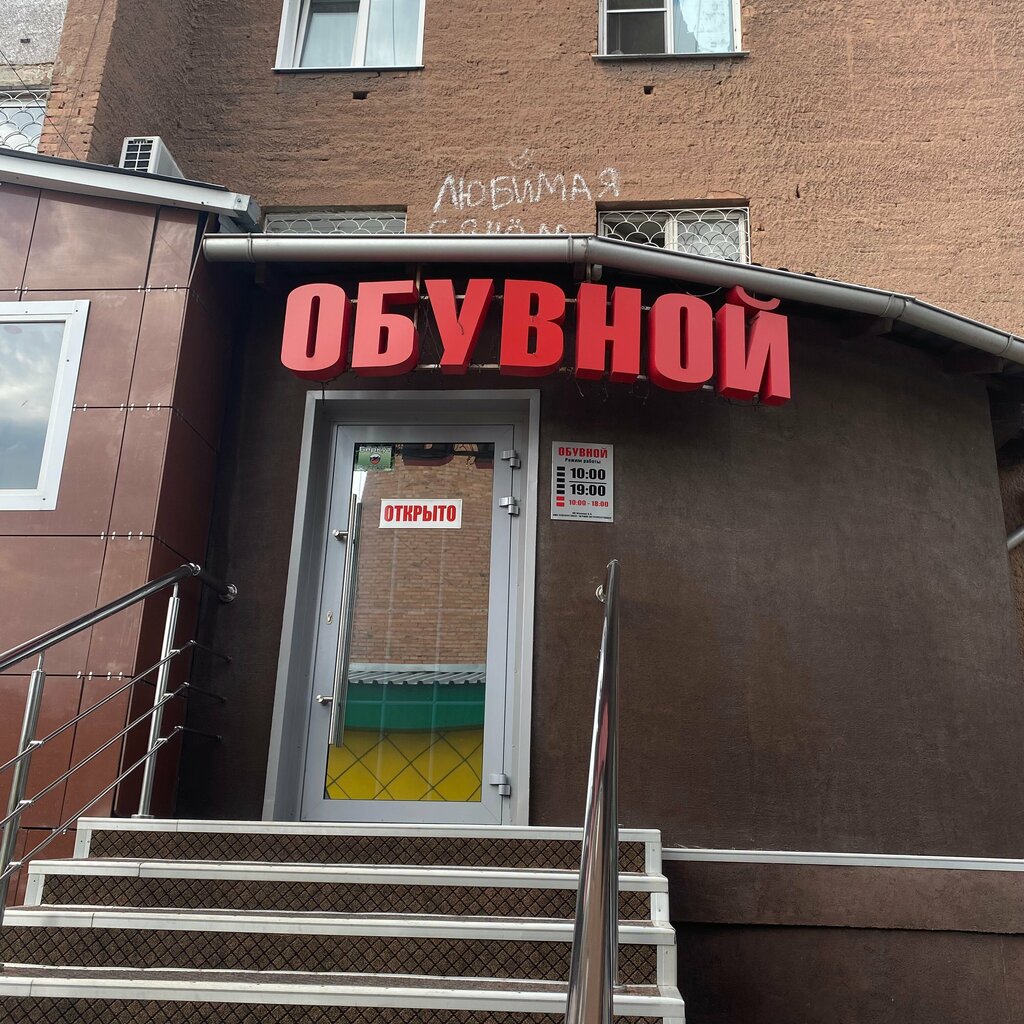 ЛЮБИМАЯ
ОБУВНОЙ
ОТКРЫТО
ОБУВНОЙ
Режим работы
10:00
19:00
10:00 - 18:00